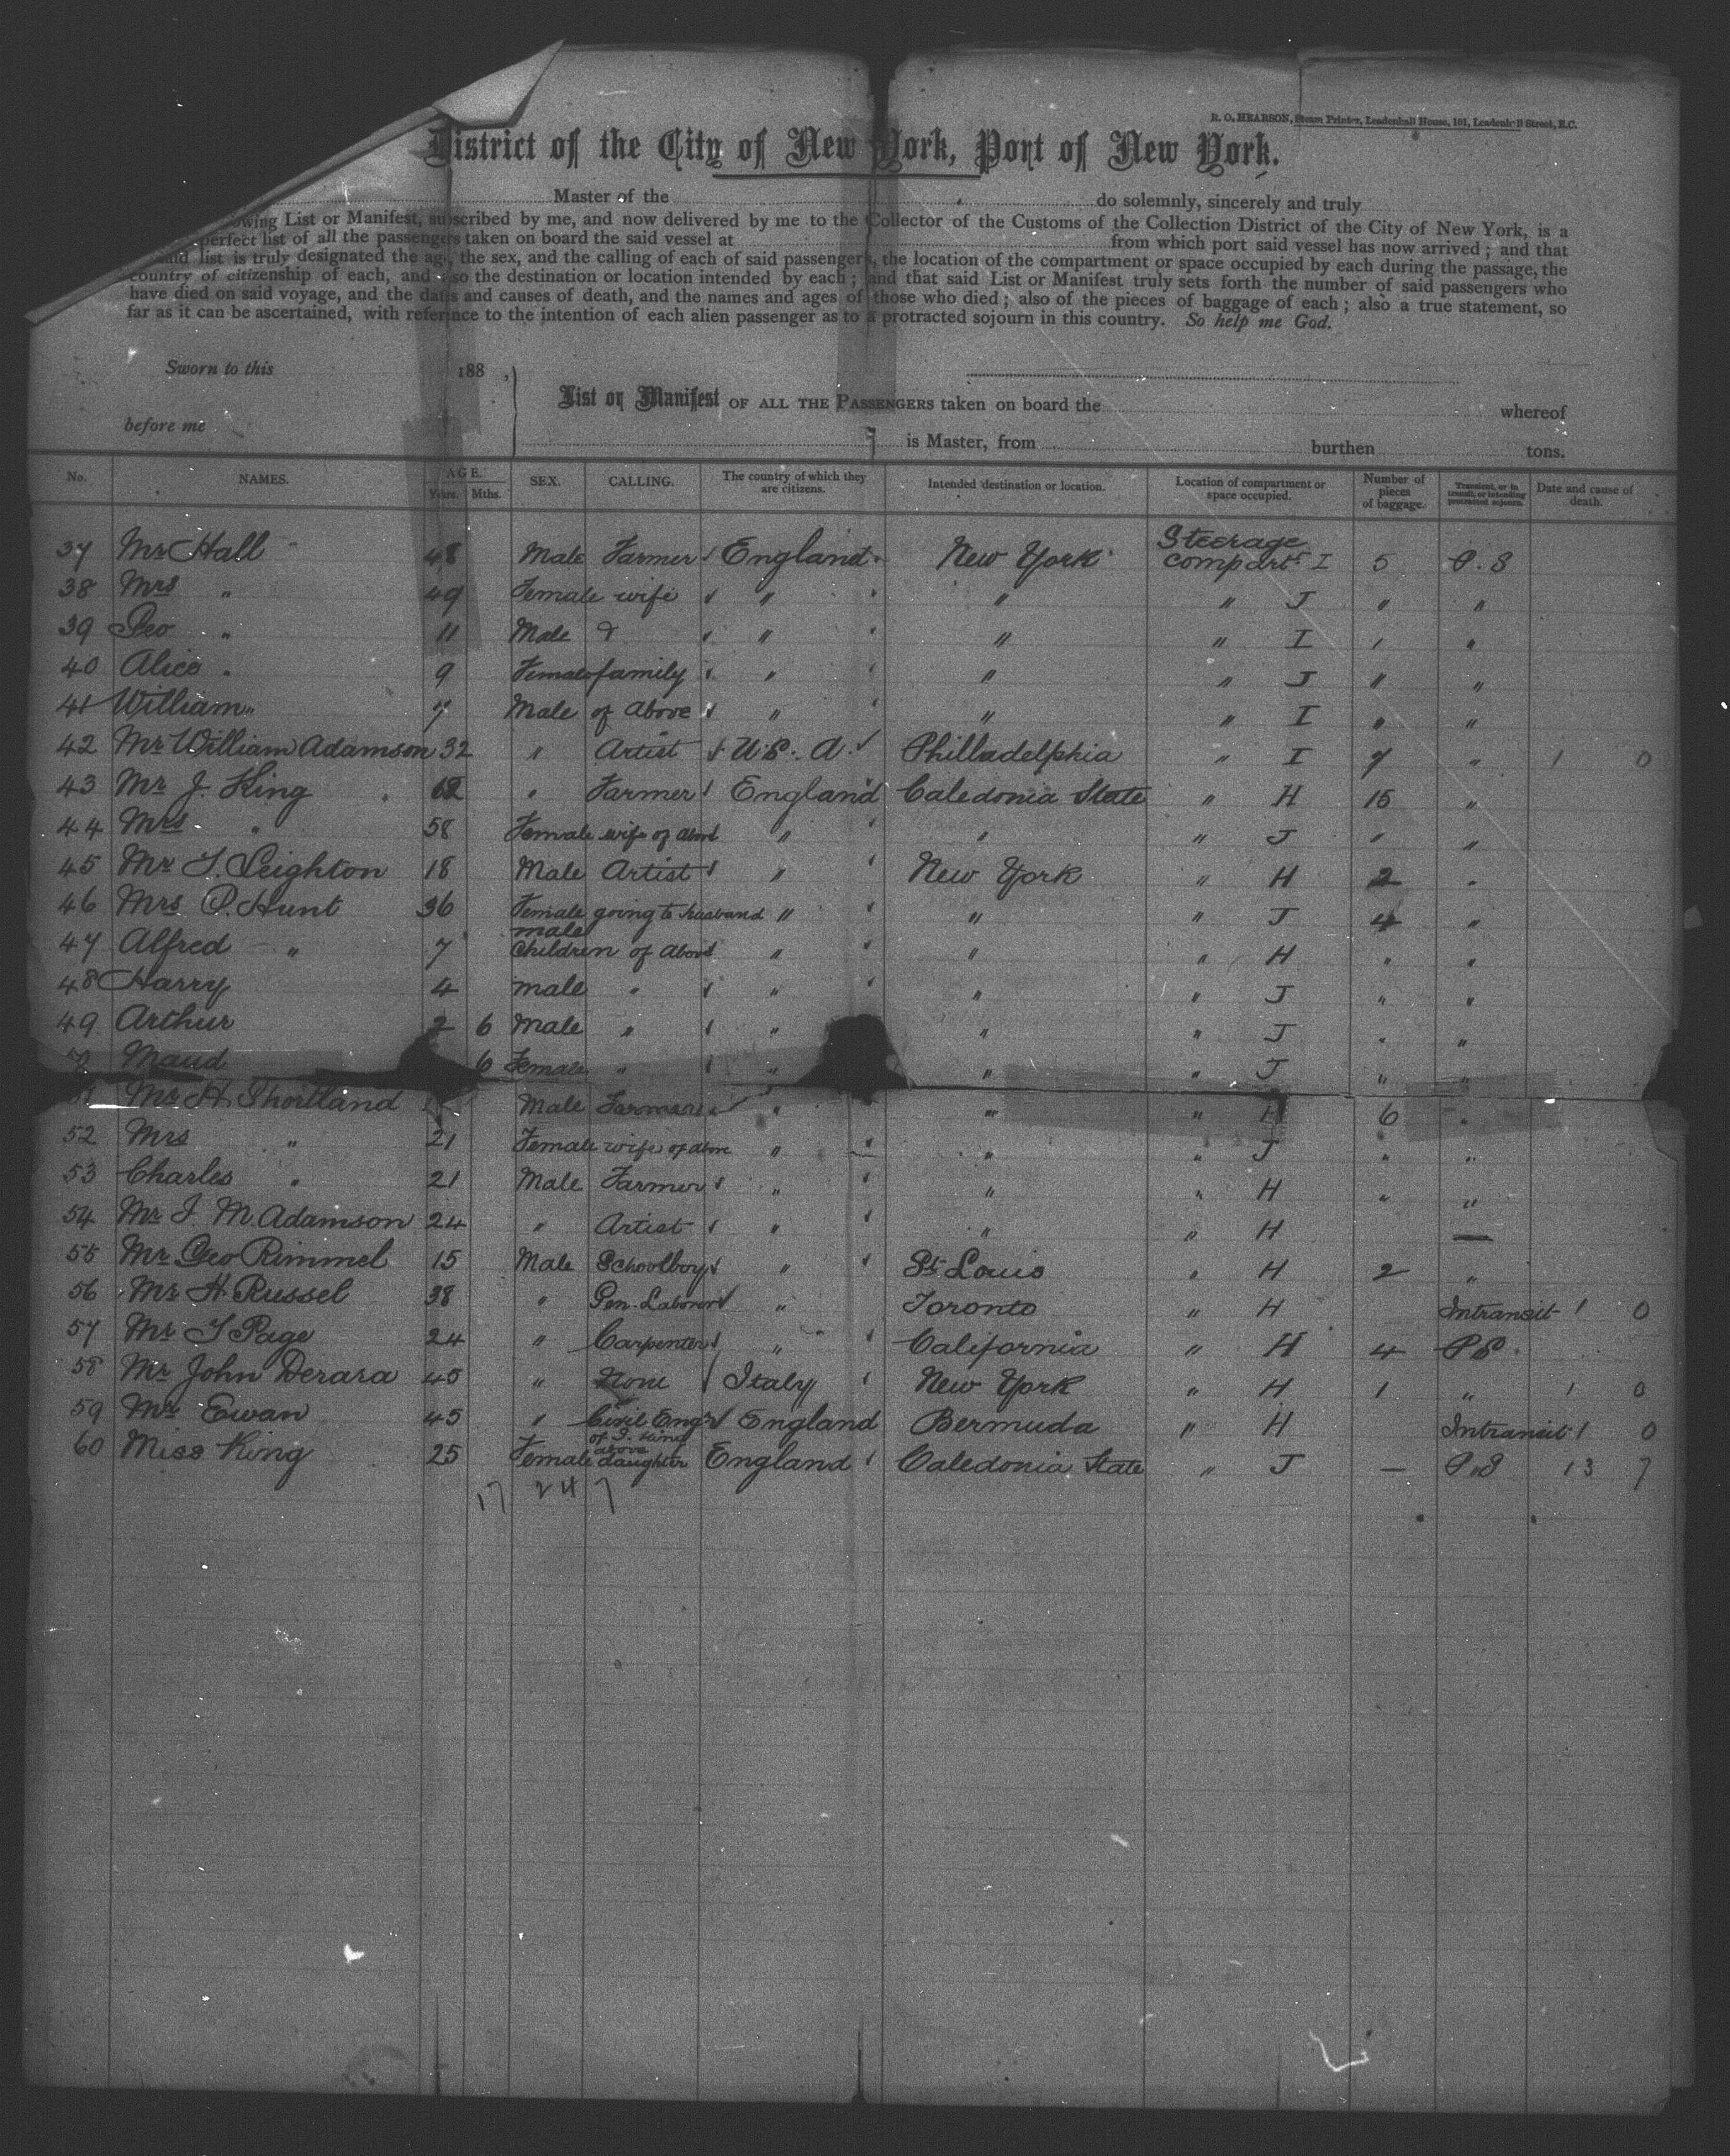 R. O. HEARSON, Steam Printer, Leadenhall House, 101, Leadenhall Street, E.C.
District of the City of New York, Port of New York.
Master of the do solemnly, sincerely and truly
owing List or Manifest, subscribed by me, and now delivered by me to the Collector of the Customs of the Collection District of the City of New York, is a
perfect list of all the passengers taken on board the said vessel at from which port said vessel has now arrived; and that
said list is truly designated the age, the sex, and the calling of each of said passengers, the location of the compartment or space occupied by each during the passage, the
country of citizenship of each, and also the destination or location intended by each; and that said List or Manifest truly sets forth the number of said passengers who
have died on said voyage, and the dates and causes of death, and the names and ages of those who died; also of the pieces of baggage of each; also a true statement, so
far as it can be ascertained, with reference to the intention of each alien passenger as to a protracted sojourn in this country. So help me God.
Sworn to this 188 ,
List or Manifest OF ALL THE PASSENGERS taken on board the whereof
before me
is Master, from burthen tons.
No. NAMES. AGE. Years. Mths. SEX. CALLING. The country of which they are citizens. Intended destination or location. Location of compartment or space occupied. Number of pieces of baggage. Transient, or in transit, or intending protracted sojourn. Date and cause of death.
37 Mr Hall 48 Male Farmer England New York Steerage compart I 5 P.S
38 Mrs " 49 Female wife " " " J " "
39 Geo " 11 Male & " " " I 1 "
40 Alice " 9 Female family " " " J " "
41 William " 7 Male of Above " " " I " "
42 Mr William Adamson 32 " Artist U.S.A. Philladelphia " I 7 " 1 0
43 Mr J. King " Farmer England Caledonia State " H 15 "
44 Mrs " 58 Female wife of above " " " J " "
45 Mr T. Leighton 18 Male Artist " New York " H 2 "
46 Mrs P. Hunt 36 Female going to husband " " " J 4 "
47 Alfred " 7 male Children of above " " " H " "
48 Harry 4 male " " " " J " "
49 Arthur 2 6 Male " " " " J " "
50 Maud 6 Female " " " " J " "
51 Mr H. Shortland Male Farmer " " " H 6 "
52 Mrs " 21 Female wife of above " " " J " "
53 Charles " 21 Male Farmer " " " H " "
54 Mr J. M. Adamson 24 " Artist " " " H —
55 Mr Geo Rimmel 15 Male Schoolboy " St. Louis " H 2 "
56 Mr H. Russel 38 " Gen. Laborer " Toronto " H Intransit 1 0
57 Mr T Page 24 " Carpenter " California " H 4 P S.
58 Mr John Derara 45 " None Italy New York " H 1 " 1 0
59 Mr Ewan 45 " Civil Engr England Bermuda " H Intransit 1 0
60 Miss King 25 Female of J. King above daughter England Caledonia State " J — P.S 13 7
17 24 7